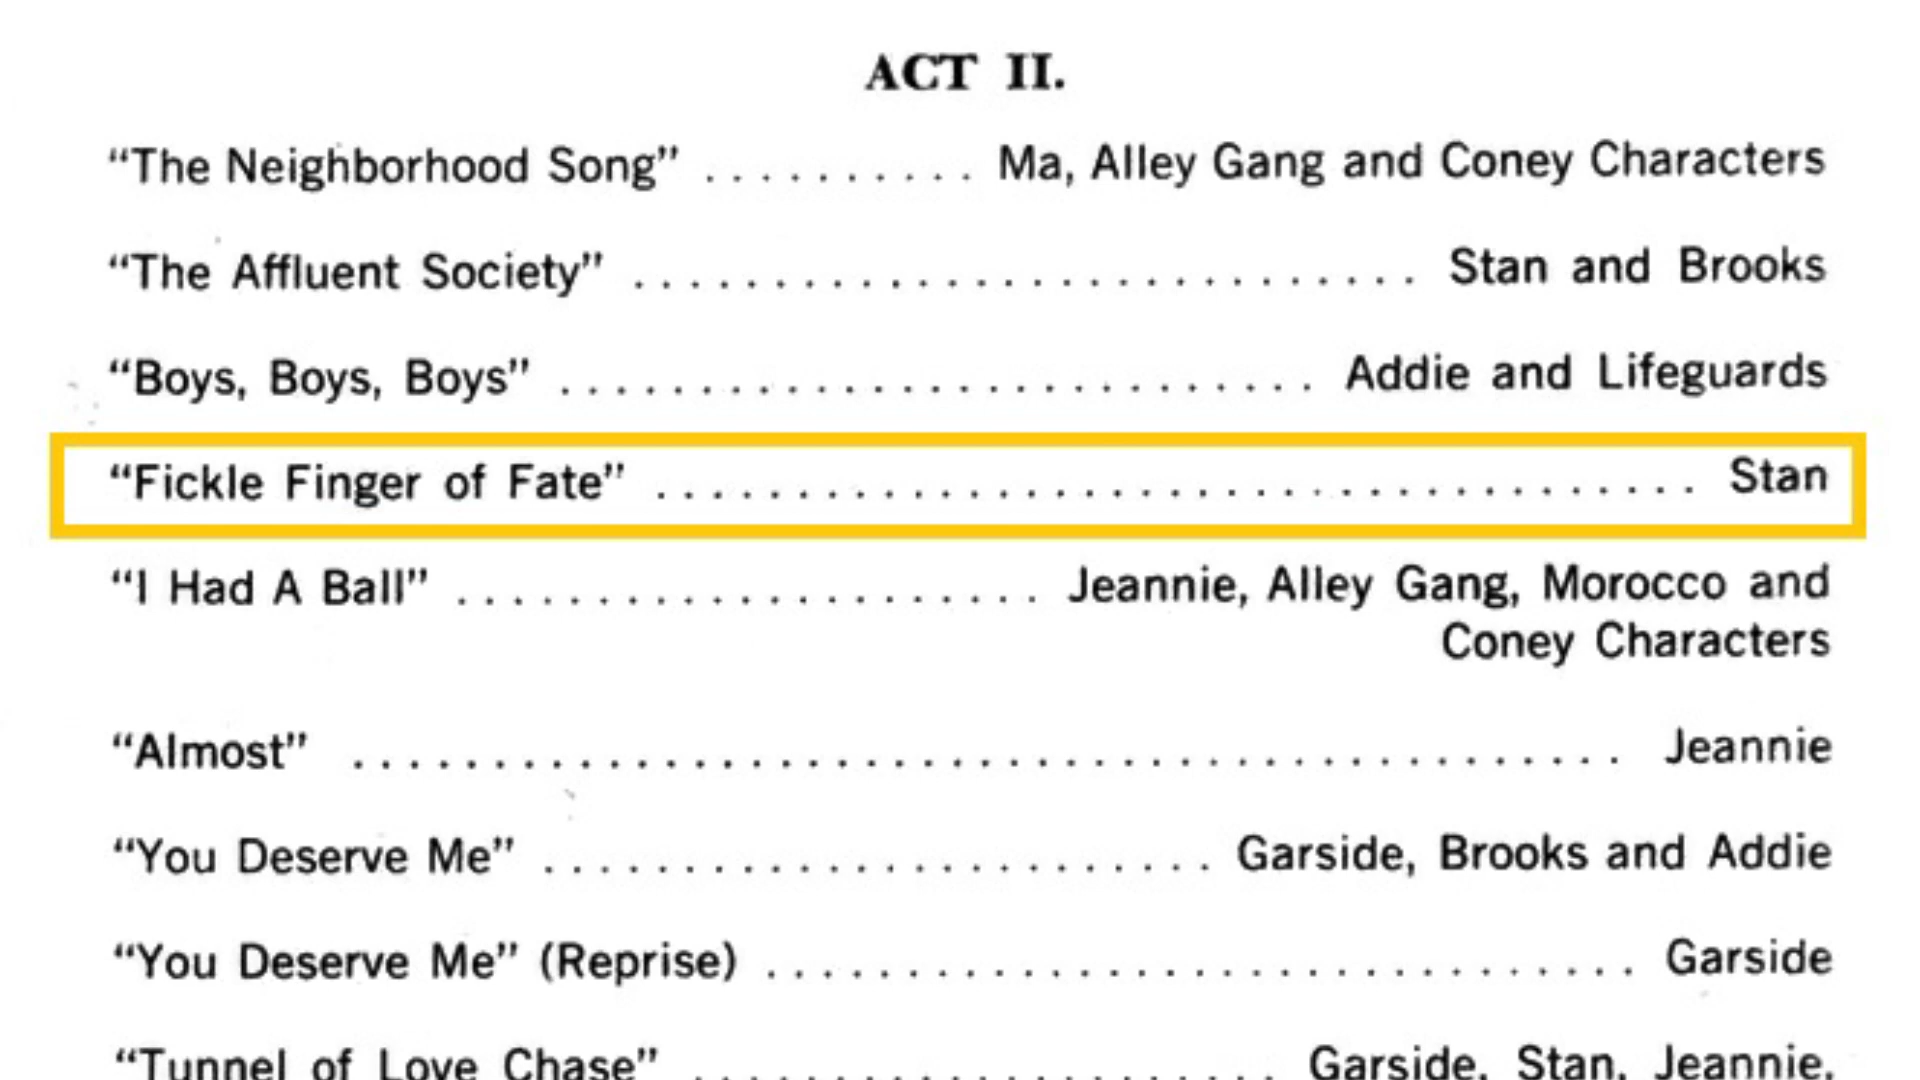 ACT II.
“The Neighborhood Song” .......... Ma, Alley Gang and Coney Characters
“The Affluent Society” ............................ Stan and Brooks
“Boys, Boys, Boys” ........................... Addie and Lifeguards
“Fickle Finger of Fate” ..................................... Stan
“I Had A Ball” ..................... Jeannie, Alley Gang, Morocco and
Coney Characters
“Almost” ............................................. Jeannie
“You Deserve Me” ........................ Garside, Brooks and Addie
“You Deserve Me” (Reprise) ............................... Garside
“Tunnel of Love Chase” ..................... Garside, Stan, Jeannie,